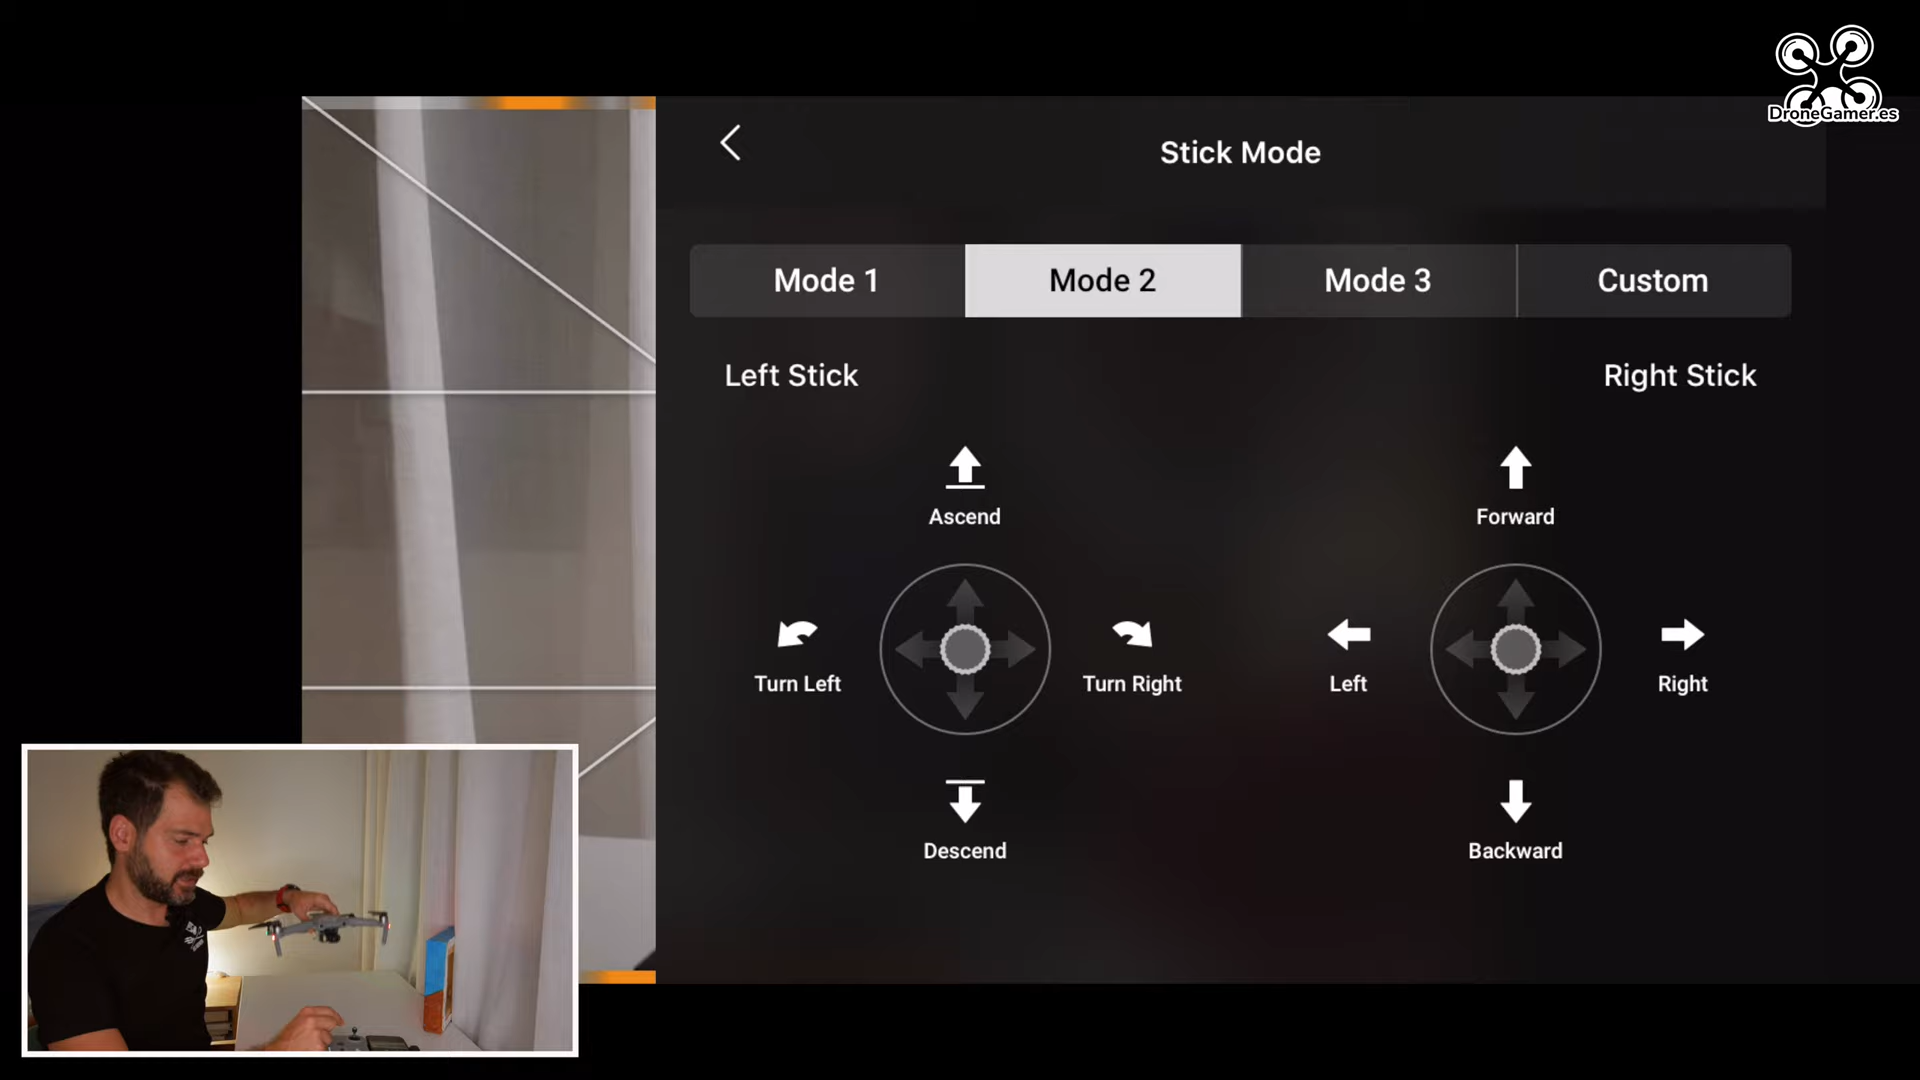 DroneGamer.es
Stick Mode
Mode 1
Mode 2
Mode 3
Custom
Left Stick
Right Stick
Ascend
Forward
Turn Left
Turn Right
Left
Right
Descend
Backward